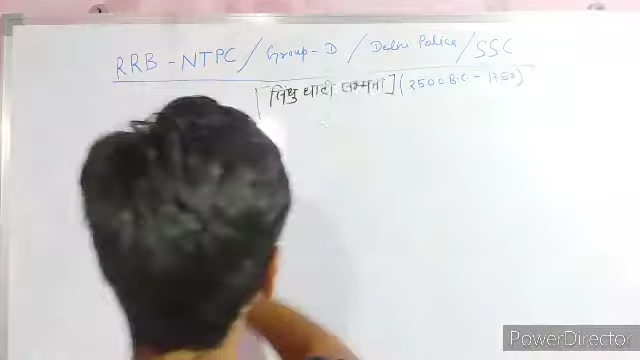 RRB - NTPC / Group - D / Delhi Police / SSC
सिंधु घाटी सभ्यता ] ( 2500 B.C - 1750 )
PowerDirector